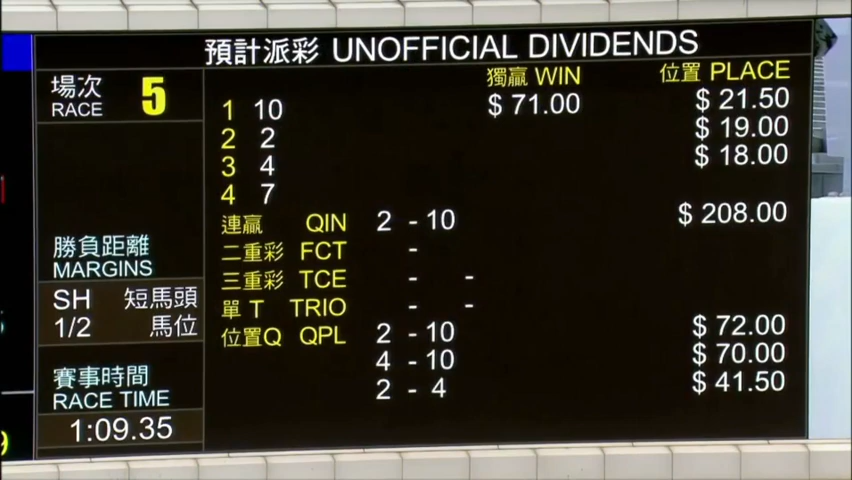 預計派彩 UNOFFICIAL DIVIDENDS
場次 RACE 5
獨贏 WIN 位置 PLACE
1 10 $ 71.00 $ 21.50
2 2 $ 19.00
3 4 $ 18.00
4 7
連贏 QIN 2 - 10 $ 208.00
二重彩 FCT -
三重彩 TCE - -
單T TRIO - -
位置Q QPL 2 - 10 $ 72.00
4 - 10 $ 70.00
2 - 4 $ 41.50
勝負距離
MARGINS
SH 短馬頭
1/2 馬位
賽事時間
RACE TIME
1:09.35